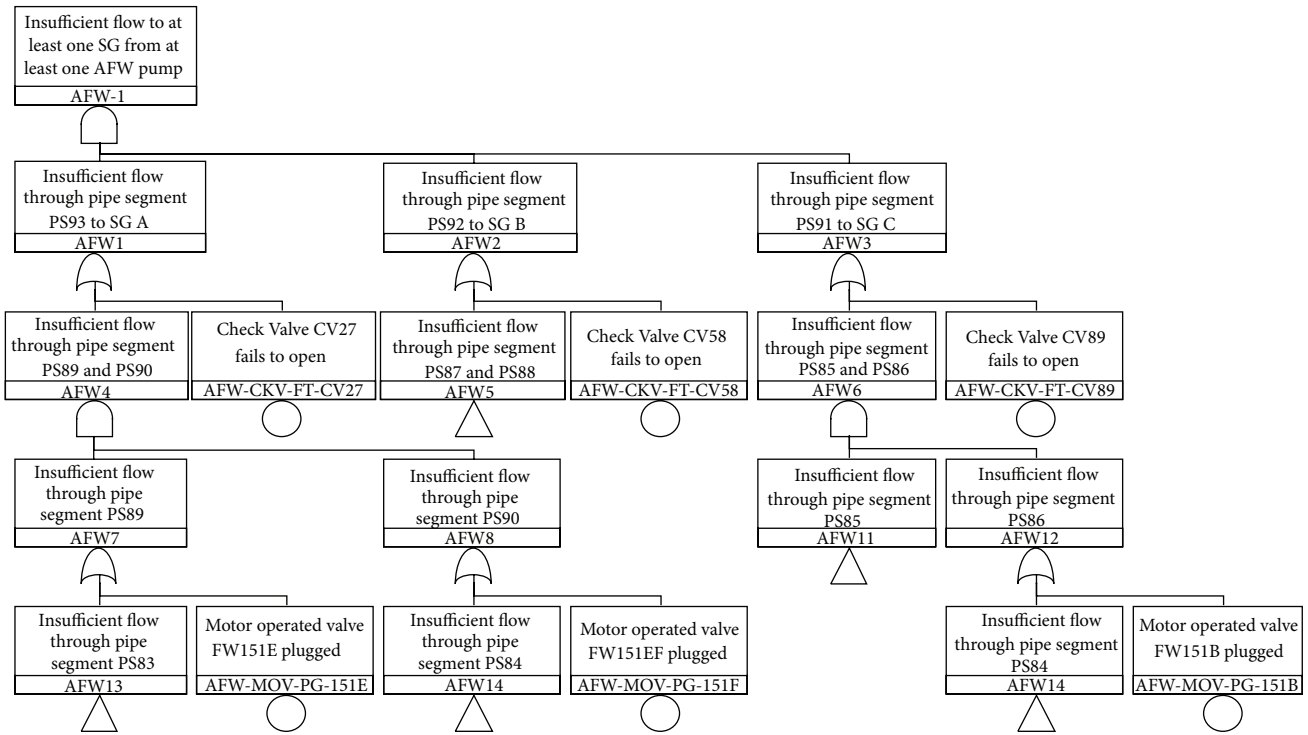 Insufficient flow to at
least one SG from at
least one AFW pump
AFW-1
Insufficient flow
through pipe segment
PS93 to SG A
AFW1
Insufficient flow
through pipe segment
PS92 to SG B
AFW2
Insufficient flow
through pipe segment
PS91 to SG C
AFW3
Insufficient flow
through pipe segment
PS89 and PS90
AFW4
Check Valve CV27
fails to open
AFW-CKV-FT-CV27
Insufficient flow
through pipe segment
PS87 and PS88
AFW5
Check Valve CV58
fails to open
AFW-CKV-FT-CV58
Insufficient flow
through pipe segment
PS85 and PS86
AFW6
Check Valve CV89
fails to open
AFW-CKV-FT-CV89
Insufficient flow
through pipe
segment PS89
AFW7
Insufficient flow
through pipe
segment PS90
AFW8
Insufficient flow
through pipe segment
PS85
AFW11
Insufficient flow
through pipe segment
PS86
AFW12
Insufficient flow
through pipe
segment PS83
AFW13
Motor operated valve
FW151E plugged
AFW-MOV-PG-151E
Insufficient flow
through pipe
segment PS84
AFW14
Motor operated valve
FW151EF plugged
AFW-MOV-PG-151F
Insufficient flow
through pipe segment
PS84
AFW14
Motor operated valve
FW151B plugged
AFW-MOV-PG-151B